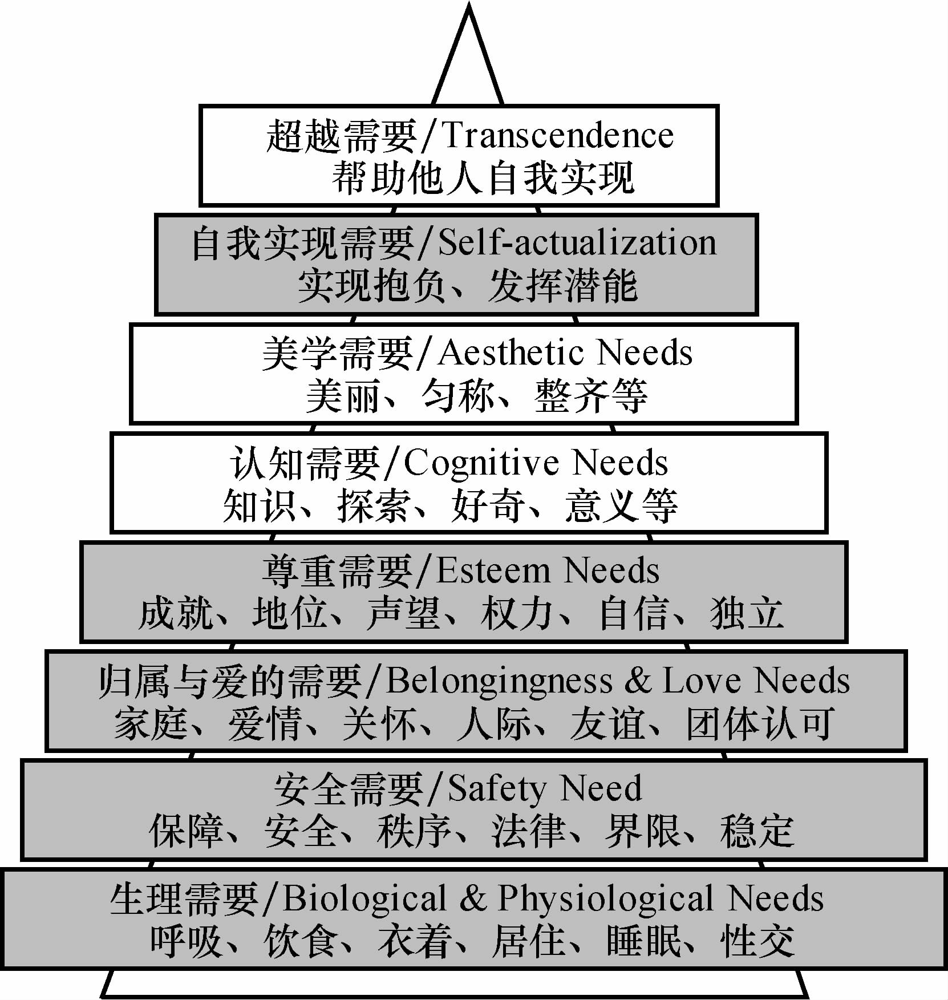 超越需要/Transcendence
帮助他人自我实现
自我实现需要/Self-actualization
实现抱负、发挥潜能
美学需要/Aesthetic Needs
美丽、匀称、整齐等
认知需要/Cognitive Needs
知识、探索、好奇、意义等
尊重需要/Esteem Needs
成就、地位、声望、权力、自信、独立
归属与爱的需要/Belongingness & Love Needs
家庭、爱情、关怀、人际、友谊、团体认可
安全需要/Safety Need
保障、安全、秩序、法律、界限、稳定
生理需要/Biological & Physiological Needs
呼吸、饮食、衣着、居住、睡眠、性交